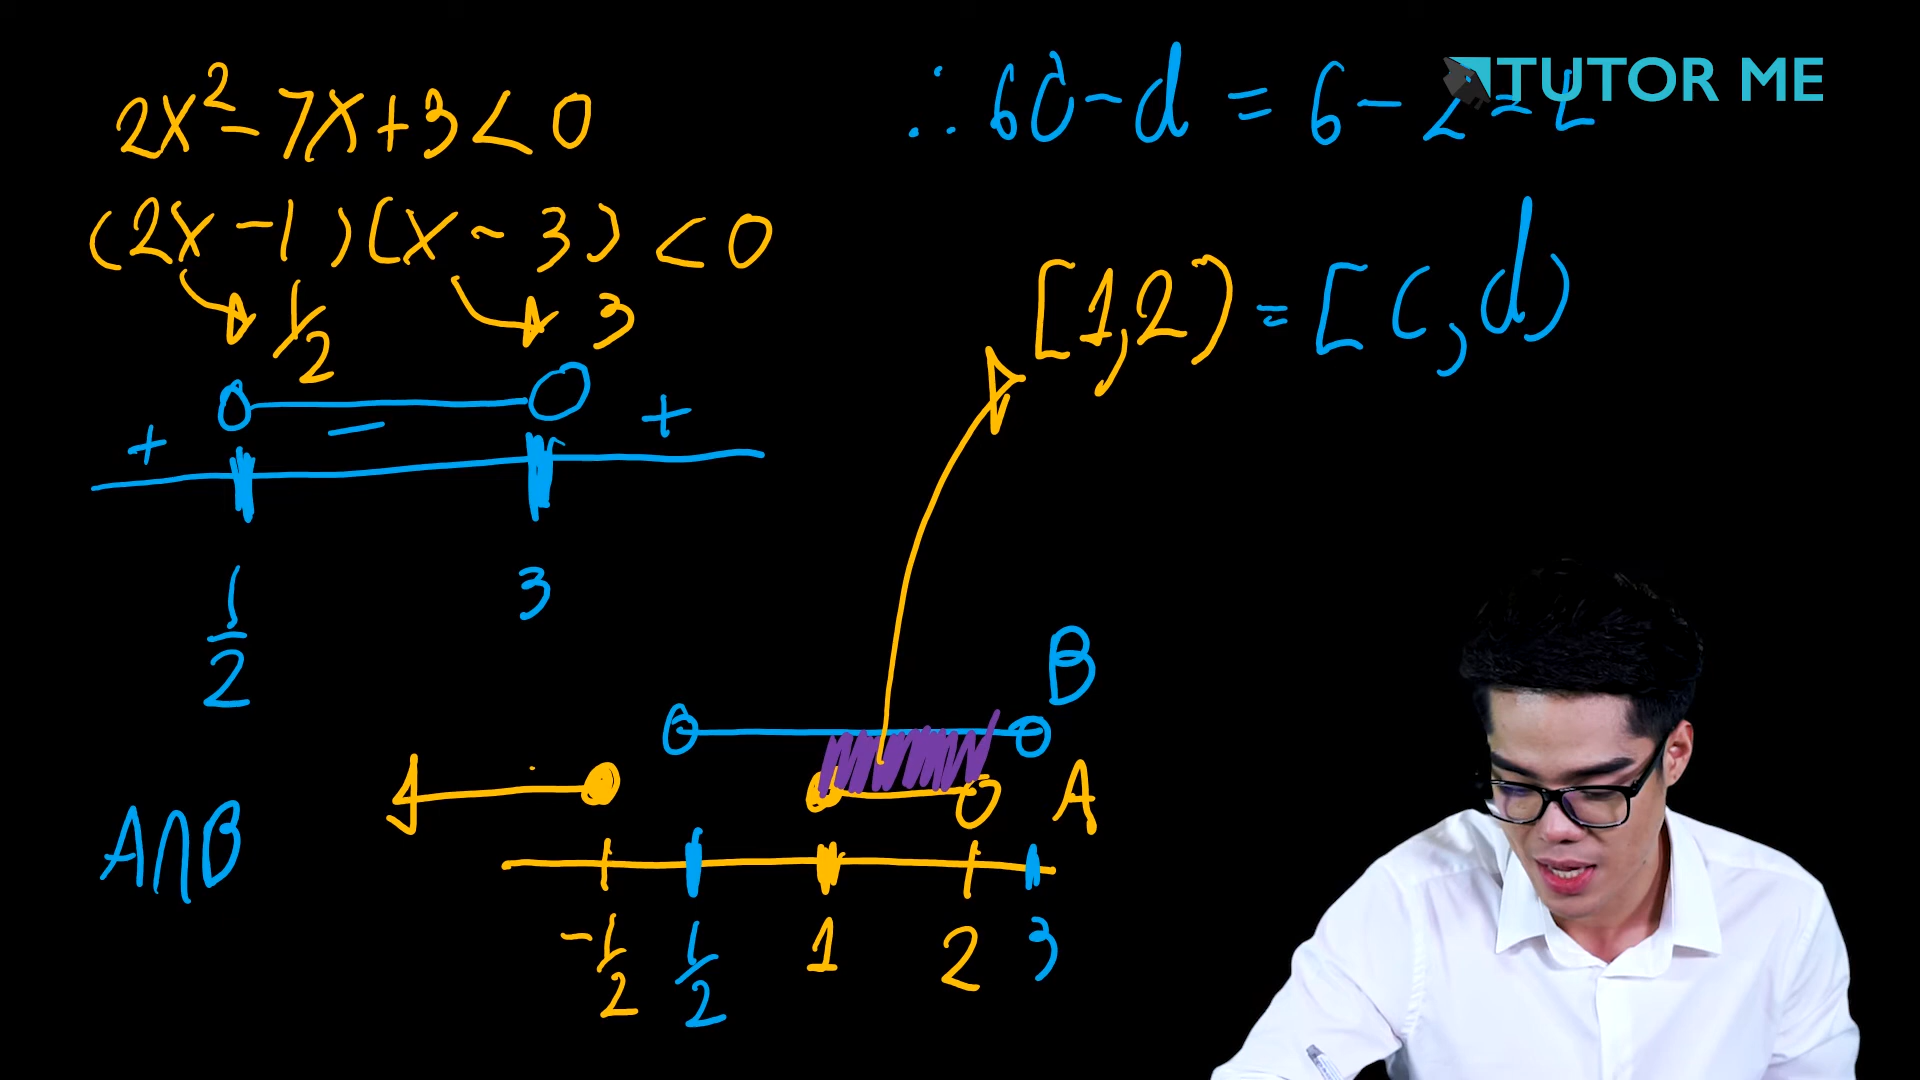 2x² - 7x + 3 < 0
(2x - 1)(x - 3) < 0
1/2 3
+ - +
1/2 3
∴ 6c - d = 6 - 2 =
TUTOR ME
[1,2) = [c,d)
B
A
A∩B
-1/2 1/2 1 2 3